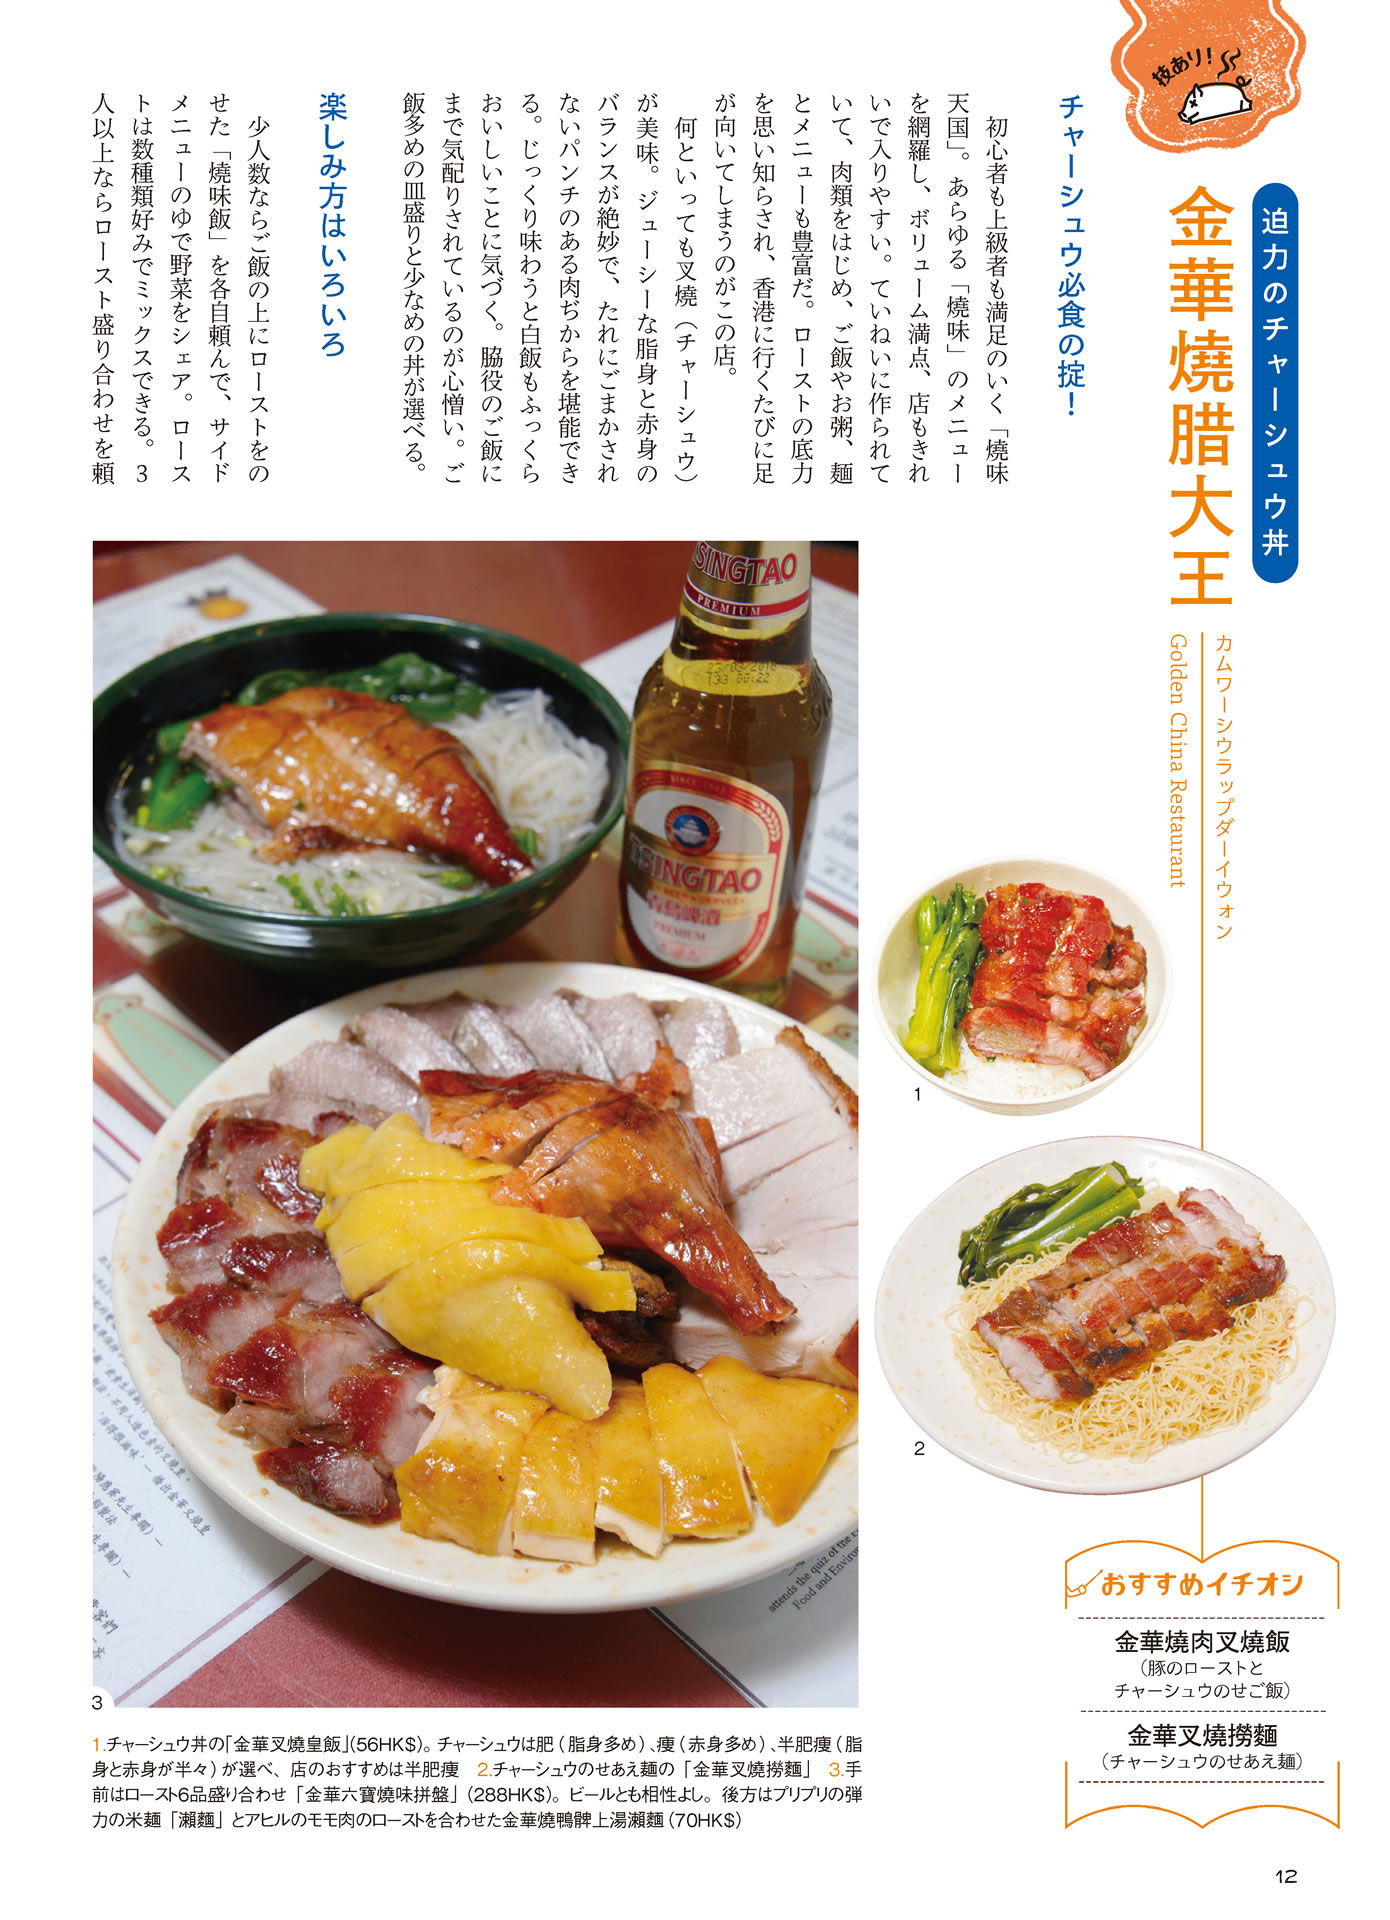 技あり!
迫力のチャーシュウ丼
金華燒腊大王
カムワーシウラップダーイウォン
Golden China Restaurant
チャーシュウ必食の掟！
初心者も上級者も満足のいく「燒味
天国」。あらゆる「燒味」のメニュー
を網羅し、ボリューム満点、店もきれ
いで入りやすい。ていねいに作られて
いて、肉類をはじめ、ご飯やお粥、麺
とメニューも豊富だ。ローストの底力
を思い知らされ、香港に行くたびに足
が向いてしまうのがこの店。
何といっても叉燒（チャーシュウ）
が美味。ジューシーな脂身と赤身の
バランスが絶妙で、たれにごまかされ
ないパンチのある肉ぢからを堪能でき
る。じっくり味わうと白飯もふっくら
おいしいことに気づく。脇役のご飯に
まで気配りされているのが心憎い。ご
飯多めの皿盛りと少なめの丼が選べる。
楽しみ方はいろいろ
少人数ならご飯の上にローストをの
せた「燒味飯」を各自頼んで、サイド
メニューのゆで野菜をシェア。ロース
トは数種類好みでミックスできる。3
人以上ならロースト盛り合わせを頼
TSINGTAO
PREMIUM
23/03/2016
SINCE 1903
TSINGTAO
青島啤酒
PREMIUM
attends the quiz of the
Food and Environ
1
2
3
おすすめイチオシ
金華燒肉叉燒飯
（豚のローストと
チャーシュウのせご飯）
金華叉燒撈麵
（チャーシュウのせあえ麺）
1.チャーシュウ丼の「金華叉燒皇飯」(56HK$)。チャーシュウは肥（脂身多め）、痩（赤身多め）、半肥痩（脂
身と赤身が半々）が選べ、店のおすすめは半肥痩　2.チャーシュウのせあえ麺の「金華叉燒撈麵」　3.手
前はロースト6品盛り合わせ「金華六寶燒味拼盤」(288HK$)。ビールとも相性よし。後方はプリプリの弾
力の米麺「瀨麵」とアヒルのモモ肉のローストを合わせた金華燒鴨髀上湯瀨麵(70HK$)
12